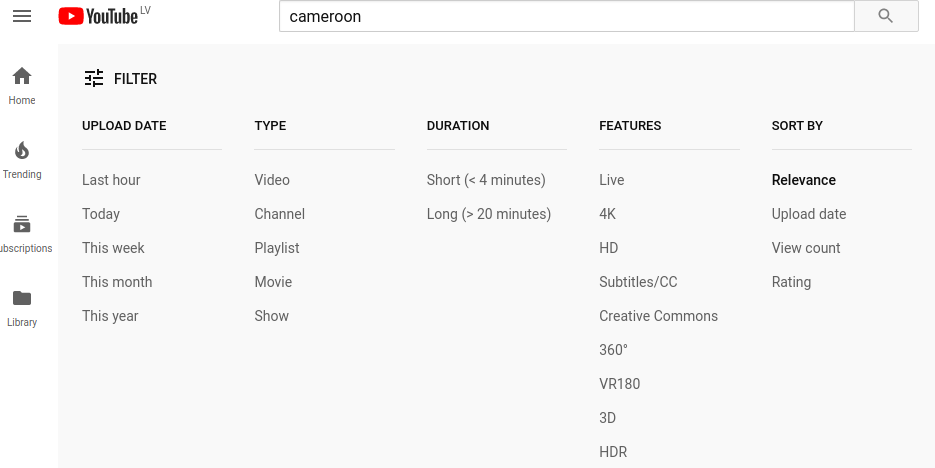 YouTube LV
cameroon
Home
Trending
ubscriptions
Library
FILTER
UPLOAD DATE
Last hour
Today
This week
This month
This year
TYPE
Video
Channel
Playlist
Movie
Show
DURATION
Short (< 4 minutes)
Long (> 20 minutes)
FEATURES
Live
4K
HD
Subtitles/CC
Creative Commons
360°
VR180
3D
HDR
SORT BY
Relevance
Upload date
View count
Rating